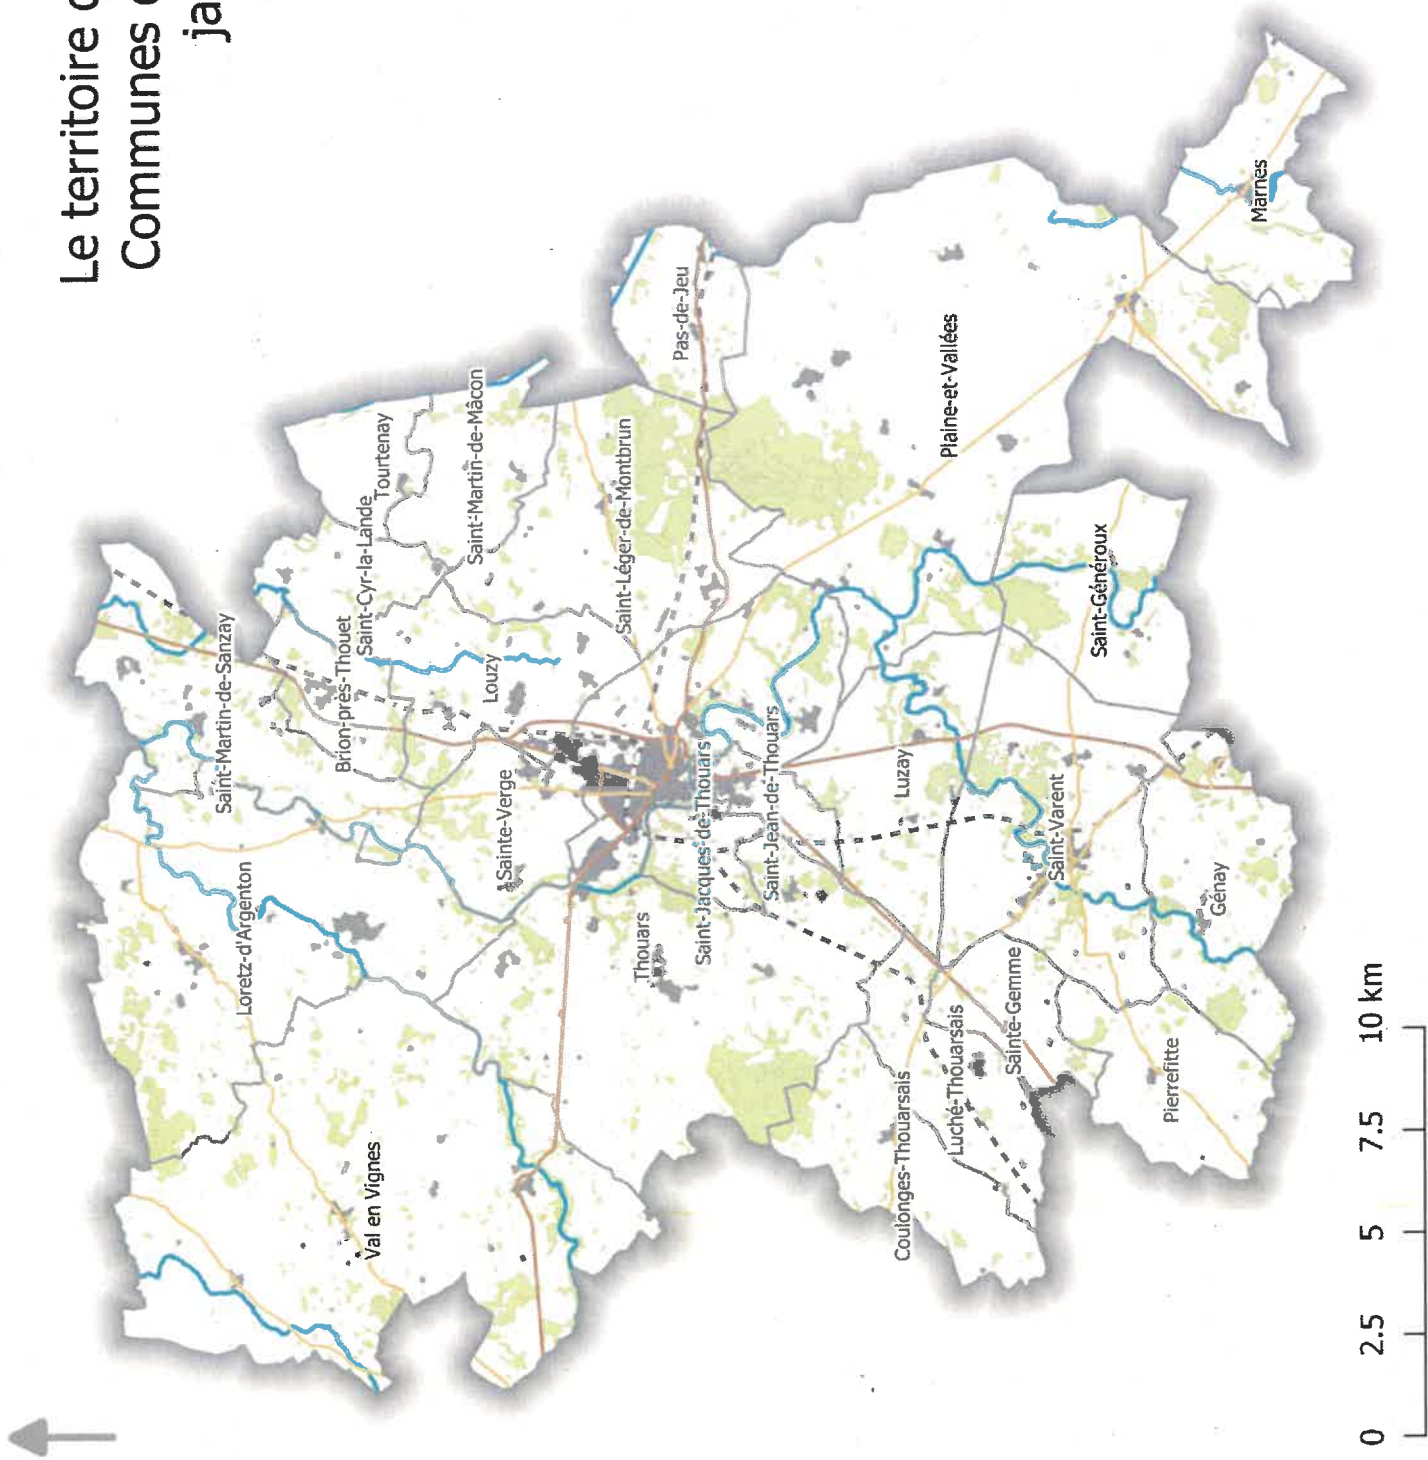 Le territoire
Communes
ja
Saint-Martin-de-Sanzay
Loretz-d'Argenton
Brion-près-Thouet
Saint-Cyr-la-Lande
Tourtenay
Val en Vignes
Saint-Martin-de-Mâcon
Louzy
Sainte-Verge
Saint-Léger-de-Montbrun
Thouars
Pas-de-Jeu
Saint-Jacques-de-Thouars
Saint-Jean-de-Thouars
Luzay
Coulonges-Thouarsais
Plaine-et-Vallées
Luché-Thouarsais
Sainte-Gemme
Saint-Varent
Saint-Généroux
Pierrefitte
Génay
Marnes
0 2.5 5 7.5 10 km